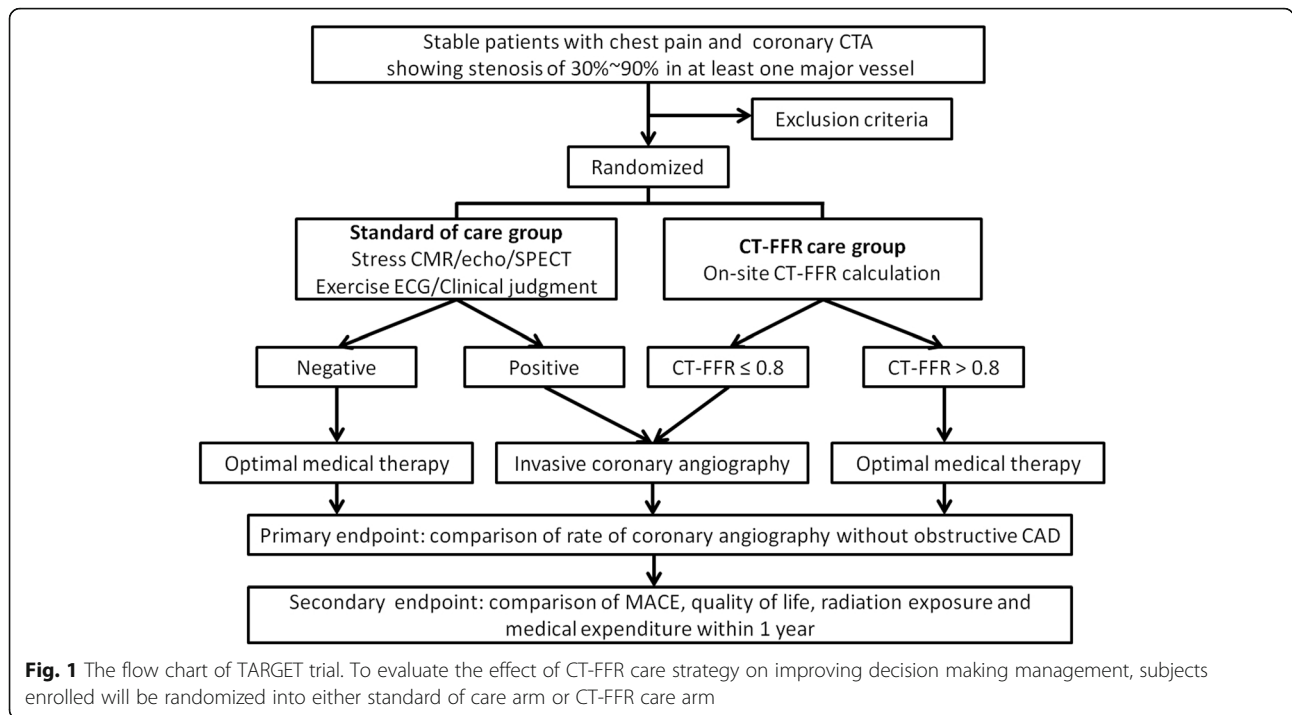 Stable patients with chest pain and coronary CTA
showing stenosis of 30%~90% in at least one major vessel
Exclusion criteria
Randomized
Standard of care group
Stress CMR/echo/SPECT
Exercise ECG/Clinical judgment
CT-FFR care group
On-site CT-FFR calculation
Negative
Positive
CT-FFR ≤ 0.8
CT-FFR > 0.8
Optimal medical therapy
Invasive coronary angiography
Optimal medical therapy
Primary endpoint: comparison of rate of coronary angiography without obstructive CAD
Secondary endpoint: comparison of MACE, quality of life, radiation exposure and
medical expenditure within 1 year
Fig. 1 The flow chart of TARGET trial. To evaluate the effect of CT-FFR care strategy on improving decision making management, subjects
enrolled will be randomized into either standard of care arm or CT-FFR care arm